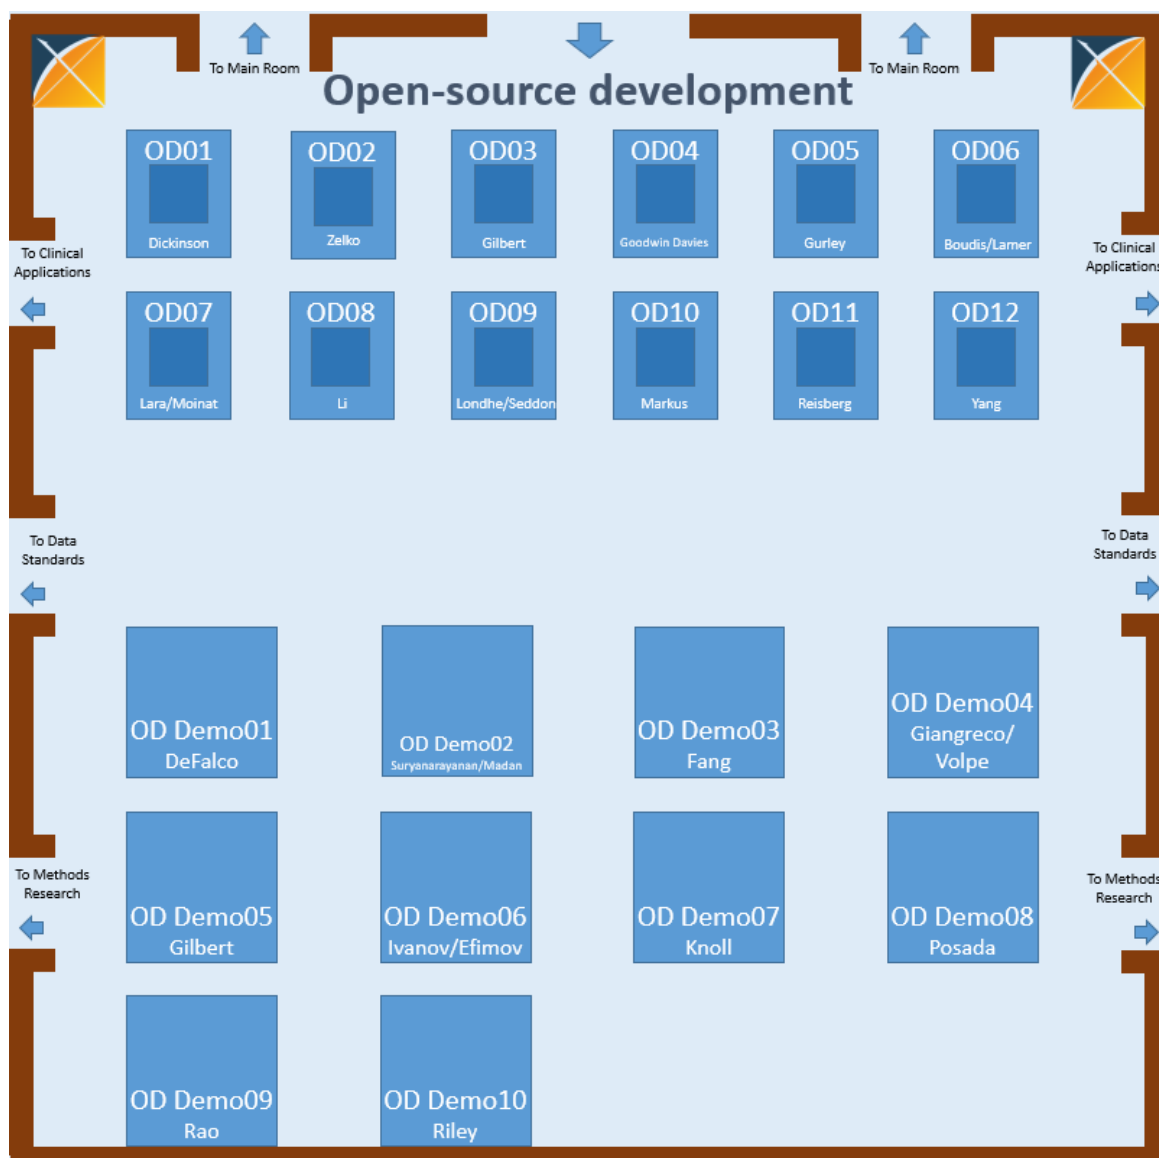 To Main Room
To Main Room
Open-source development
OD01
Dickinson
OD02
Zelko
OD03
Gilbert
OD04
Goodwin Davies
OD05
Gurley
OD06
Boudis/Lamer
To Clinical
Applications
To Clinical
Applications
OD07
Lara/Moinat
OD08
Li
OD09
Londhe/Seddon
OD10
Markus
OD11
Reisberg
OD12
Yang
To Data
Standards
To Data
Standards
OD Demo01
DeFalco
OD Demo02
Suryanarayanan/Madan
OD Demo03
Fang
OD Demo04
Giangreco/
Volpe
To Methods
Research
To Methods
Research
OD Demo05
Gilbert
OD Demo06
Ivanov/Efimov
OD Demo07
Knoll
OD Demo08
Posada
OD Demo09
Rao
OD Demo10
Riley